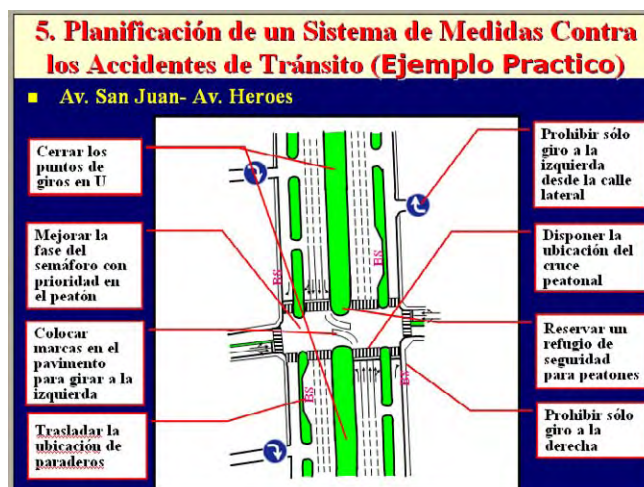 5. Planificación de un Sistema de Medidas Contra
los Accidentes de Tránsito (Ejemplo Practico)
Av. San Juan- Av. Heroes
Cerrar los
puntos de
giros en U
Mejorar la
fase del
semáforo con
prioridad en
el peatón
Colocar
marcas en el
pavimento
para girar a la
izquierda
Trasladar la
ubicación de
paraderos
BS
BS
BS
BS
Prohibir sólo
giro a la
izquierda
desde la calle
lateral
Disponer la
ubicación del
cruce
peatonal
Reservar un
refugio de
seguridad
para peatones
Prohibir sólo
giro a la
derecha